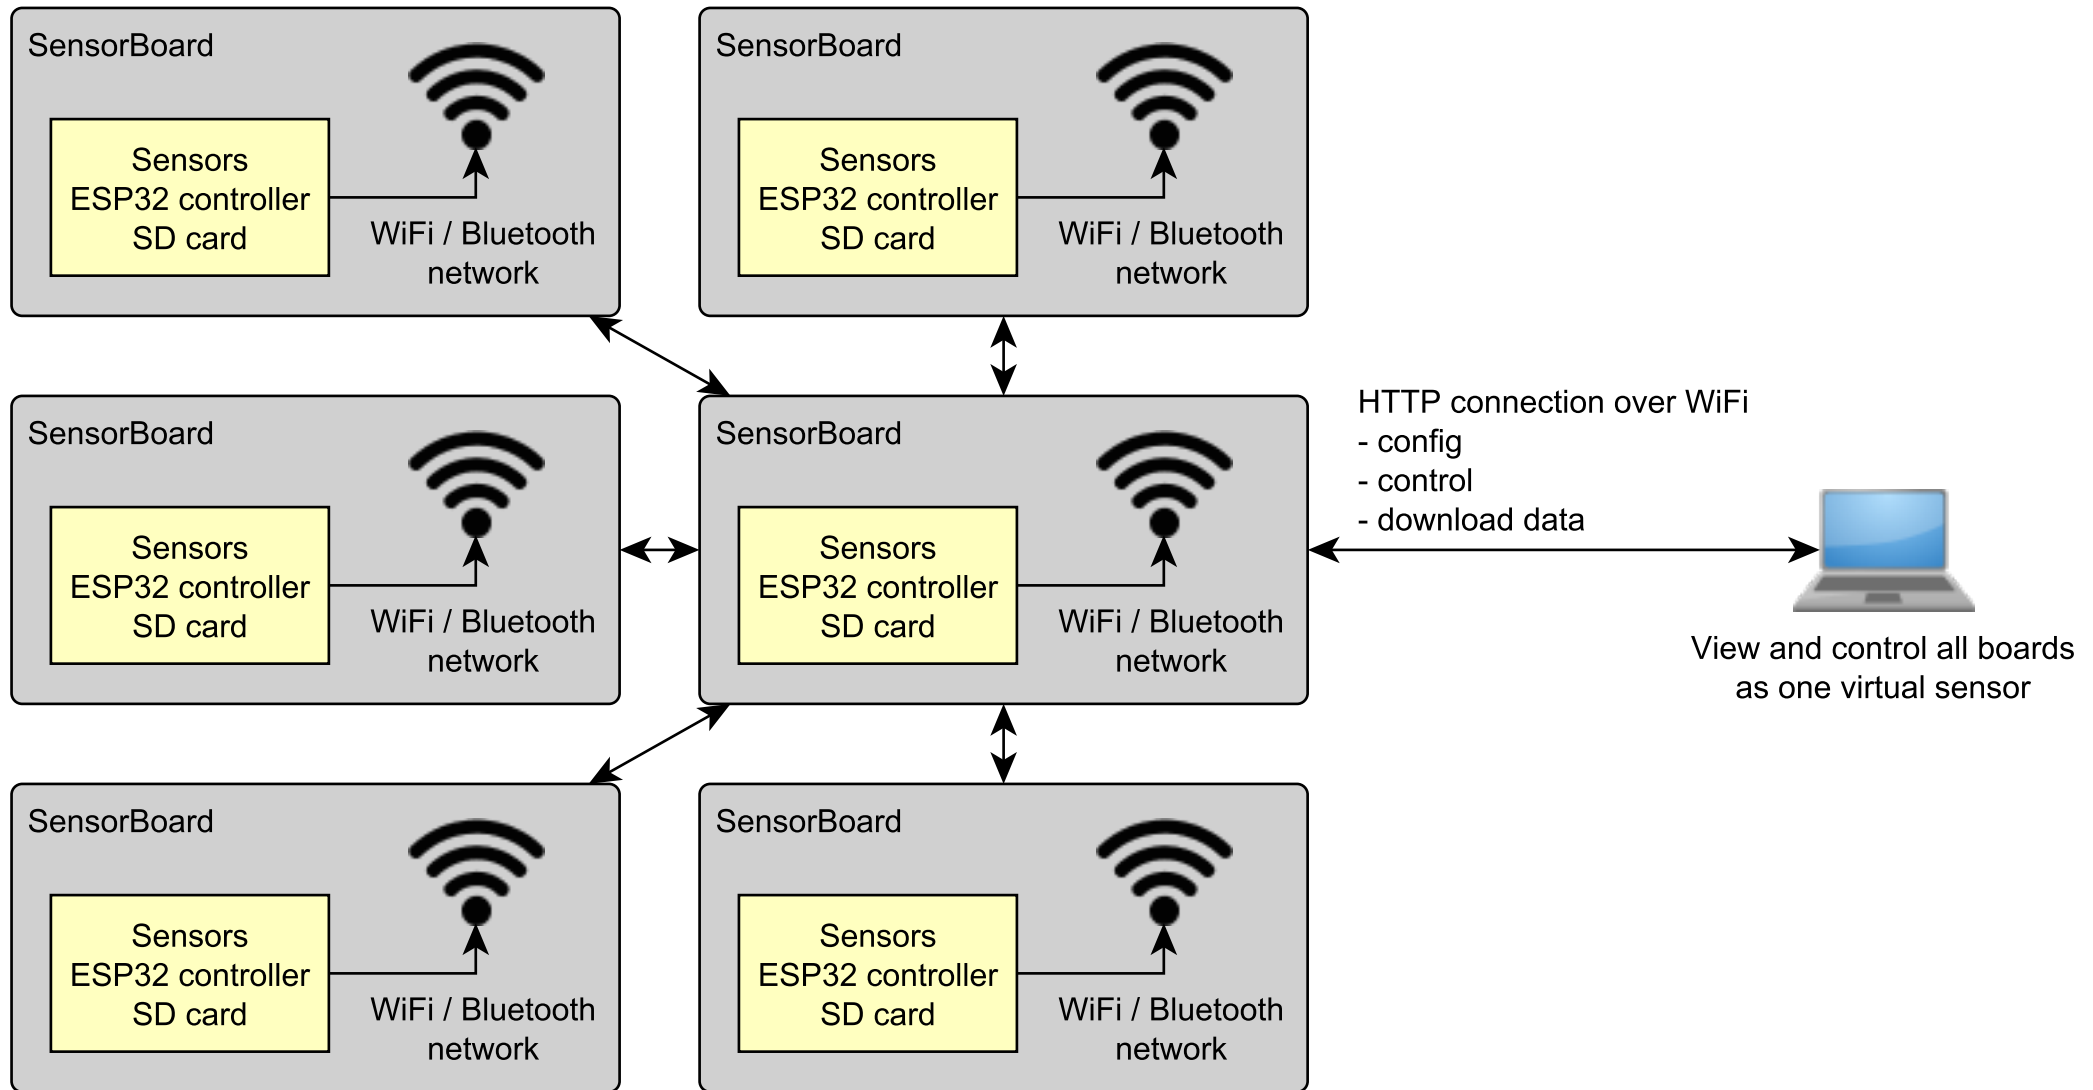 SensorBoard
Sensors
ESP32 controller
SD card
WiFi / Bluetooth
network
SensorBoard
Sensors
ESP32 controller
SD card
WiFi / Bluetooth
network
SensorBoard
Sensors
ESP32 controller
SD card
WiFi / Bluetooth
network
SensorBoard
Sensors
ESP32 controller
SD card
WiFi / Bluetooth
network
HTTP connection over WiFi
- config
- control
- download data
View and control all boards
as one virtual sensor
SensorBoard
Sensors
ESP32 controller
SD card
WiFi / Bluetooth
network
SensorBoard
Sensors
ESP32 controller
SD card
WiFi / Bluetooth
network